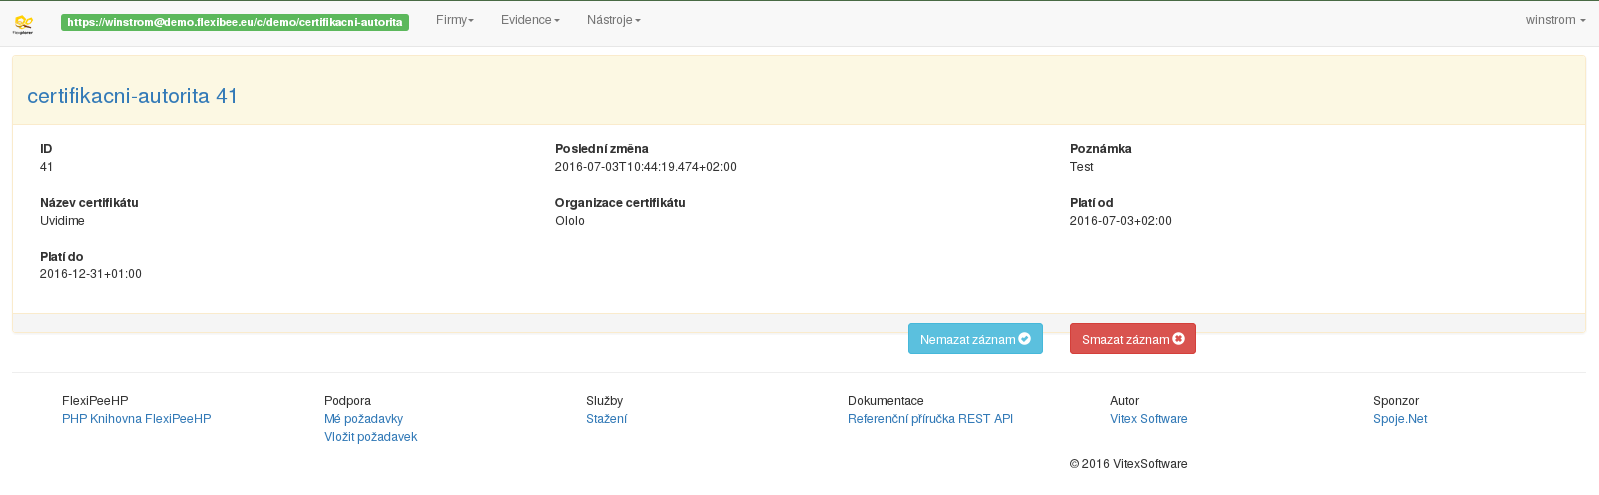 Flexplorer https://winstrom@demo.flexibee.eu/c/demo/certifikacni-autorita Firmy Evidence Nástroje winstrom
certifikacni-autorita 41
ID Poslední změna Poznámka
41 2016-07-03T10:44:19.474+02:00 Test
Název certifikátu Organizace certifikátu Platí od
Uvidime Ololo 2016-07-03+02:00
Platí do
2016-12-31+01:00
Nemazat záznam Smazat záznam
FlexiPeeHP Podpora Služby Dokumentace Autor Sponzor
PHP Knihovna FlexiPeeHP Mé požadavky Stažení Referenční příručka REST API Vitex Software Spoje.Net
Vložit požadavek
© 2016 VitexSoftware